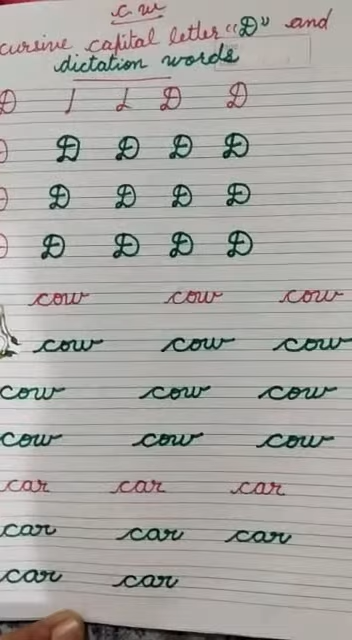 c.w
cursive capital letter "D" and
dictation words
D D D
D D D D
D D D D
D D D D
cow cow cow
cow cow cow
cow cow cow
cow cow cow
car car car
car car car
car car